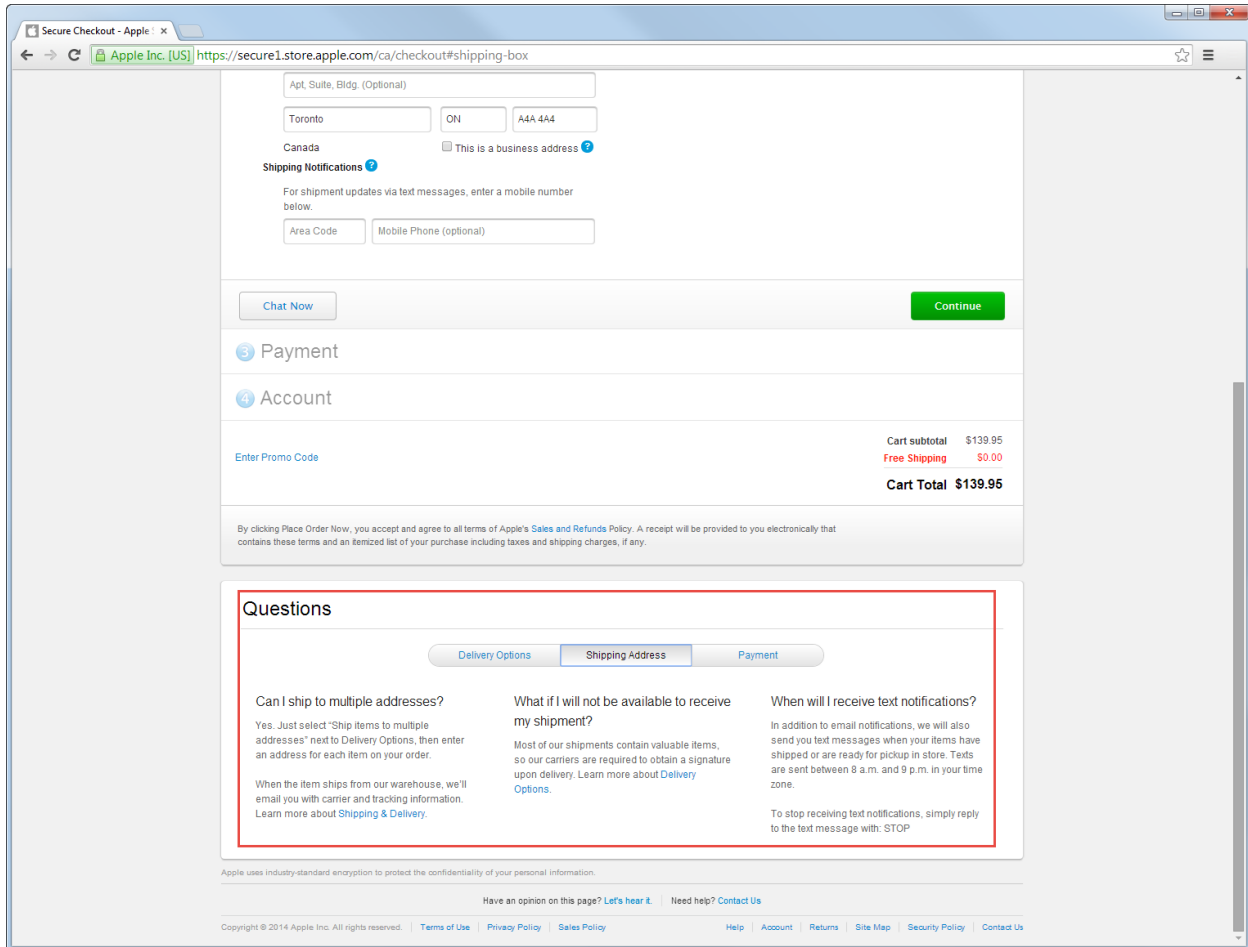 Secure Checkout - Apple S
Apple Inc. [US] https://secure1.store.apple.com/ca/checkout#shipping-box
Apt, Suite, Bldg. (Optional)
Toronto ON A4A 4A4
Canada This is a business address ?
Shipping Notifications ?
For shipment updates via text messages, enter a mobile number
below.
Area Code Mobile Phone (optional)
Chat Now Continue
3 Payment
4 Account
Cart subtotal $139.95
Enter Promo Code
Free Shipping $0.00
Cart Total $139.95
By clicking Place Order Now, you accept and agree to all terms of Apple's Sales and Refunds Policy. A receipt will be provided to you electronically that
contains these terms and an itemized list of your purchase including taxes and shipping charges, if any.
Questions
Delivery Options Shipping Address Payment
Can I ship to multiple addresses?
Yes. Just select “Ship items to multiple
addresses” next to Delivery Options, then enter
an address for each item on your order.
When the item ships from our warehouse, we’ll
email you with carrier and tracking information.
Learn more about Shipping & Delivery.
What if I will not be available to receive
my shipment?
Most of our shipments contain valuable items,
so our carriers are required to obtain a signature
upon delivery. Learn more about Delivery
Options.
When will I receive text notifications?
In addition to email notifications, we will also
send you text messages when your items have
shipped or are ready for pickup in store. Texts
are sent between 8 a.m. and 9 p.m. in your time
zone.
To stop receiving text notifications, simply reply
to the text message with: STOP
Apple uses industry-standard encryption to protect the confidentiality of your personal information.
Have an opinion on this page? Let's hear it. Need help? Contact Us
Copyright © 2014 Apple Inc. All rights reserved. Terms of Use Privacy Policy Sales Policy Help Account Returns Site Map Security Policy Contact Us